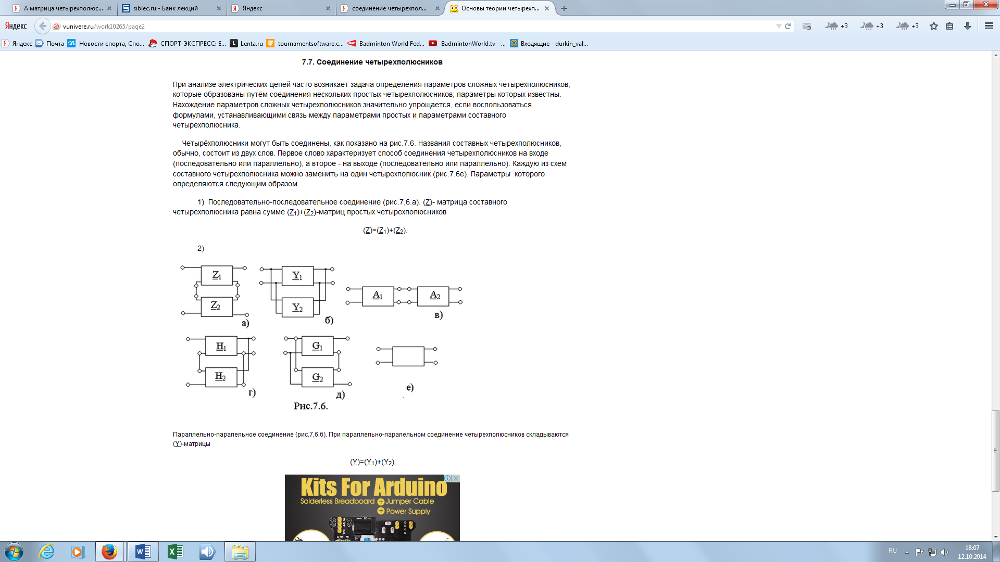 А матрица четырехполюс...
siblec.ru - Банк лекций
Яндекс
соединение четырехпол...
Основы теории четырехп...
Яндекс
vunivere.ru/work10265/page2
+3
+3
+3
Яндекс
Почта
Новости спорта, Спо...
СПОРТ-ЭКСПРЕСС: Е...
Lenta.ru
tournamentsoftware.c...
Badminton World Fed...
BadmintonWorld.tv - ...
Входящие - durkin_val...
7.7. Соединение четырехполюсников
При анализе электрических цепей часто возникает задача определения параметров сложных четырёхполюсников,
которые образованы путём соединения нескольких простых четырехполюсников, параметры которых известны.
Нахождение параметров сложных четырехполюсников значительно упрощается, если воспользоваться
формулами, устанавливающими связь между параметрами простых и параметрами составного
четырехполюсника.
Четырёхполюсники могут быть соединены, как показано на рис.7.6. Названия составных четырехполюсников,
обычно, состоит из двух слов. Первое слово характеризует способ соединения четырехполюсников на входе
(последовательно или параллельно), а второе - на выходе (последовательно или параллельно). Каждую из схем
составного четырехполюсника можно заменить на один четырехполюсник (рис.7.6е). Параметры которого
определяются следующим образом.
1) Последовательно-последовательное соединение (рис.7,6.а). (Z)- матрица составного
четырехполюсника равна сумме (Z1)+(Z2)-матриц простых четырехполюсников
(Z)=(Z1)+(Z2).
2)
Z1
Z2
а)
Y1
Y2
б)
A1
A2
в)
H1
H2
г)
G1
G2
д)
е)
Рис.7.6.
Параллельно-паралельное соединение (рис.7,6.б). При параллельно-паралельном соединение четырехполюсников складываются
(Y)-матрицы
(Y)=(Y1)+(Y2).
Kits For Arduino
Solderless Breadboard + Jumper Cable
+ Power Supply
RU
18:07
12.10.2014